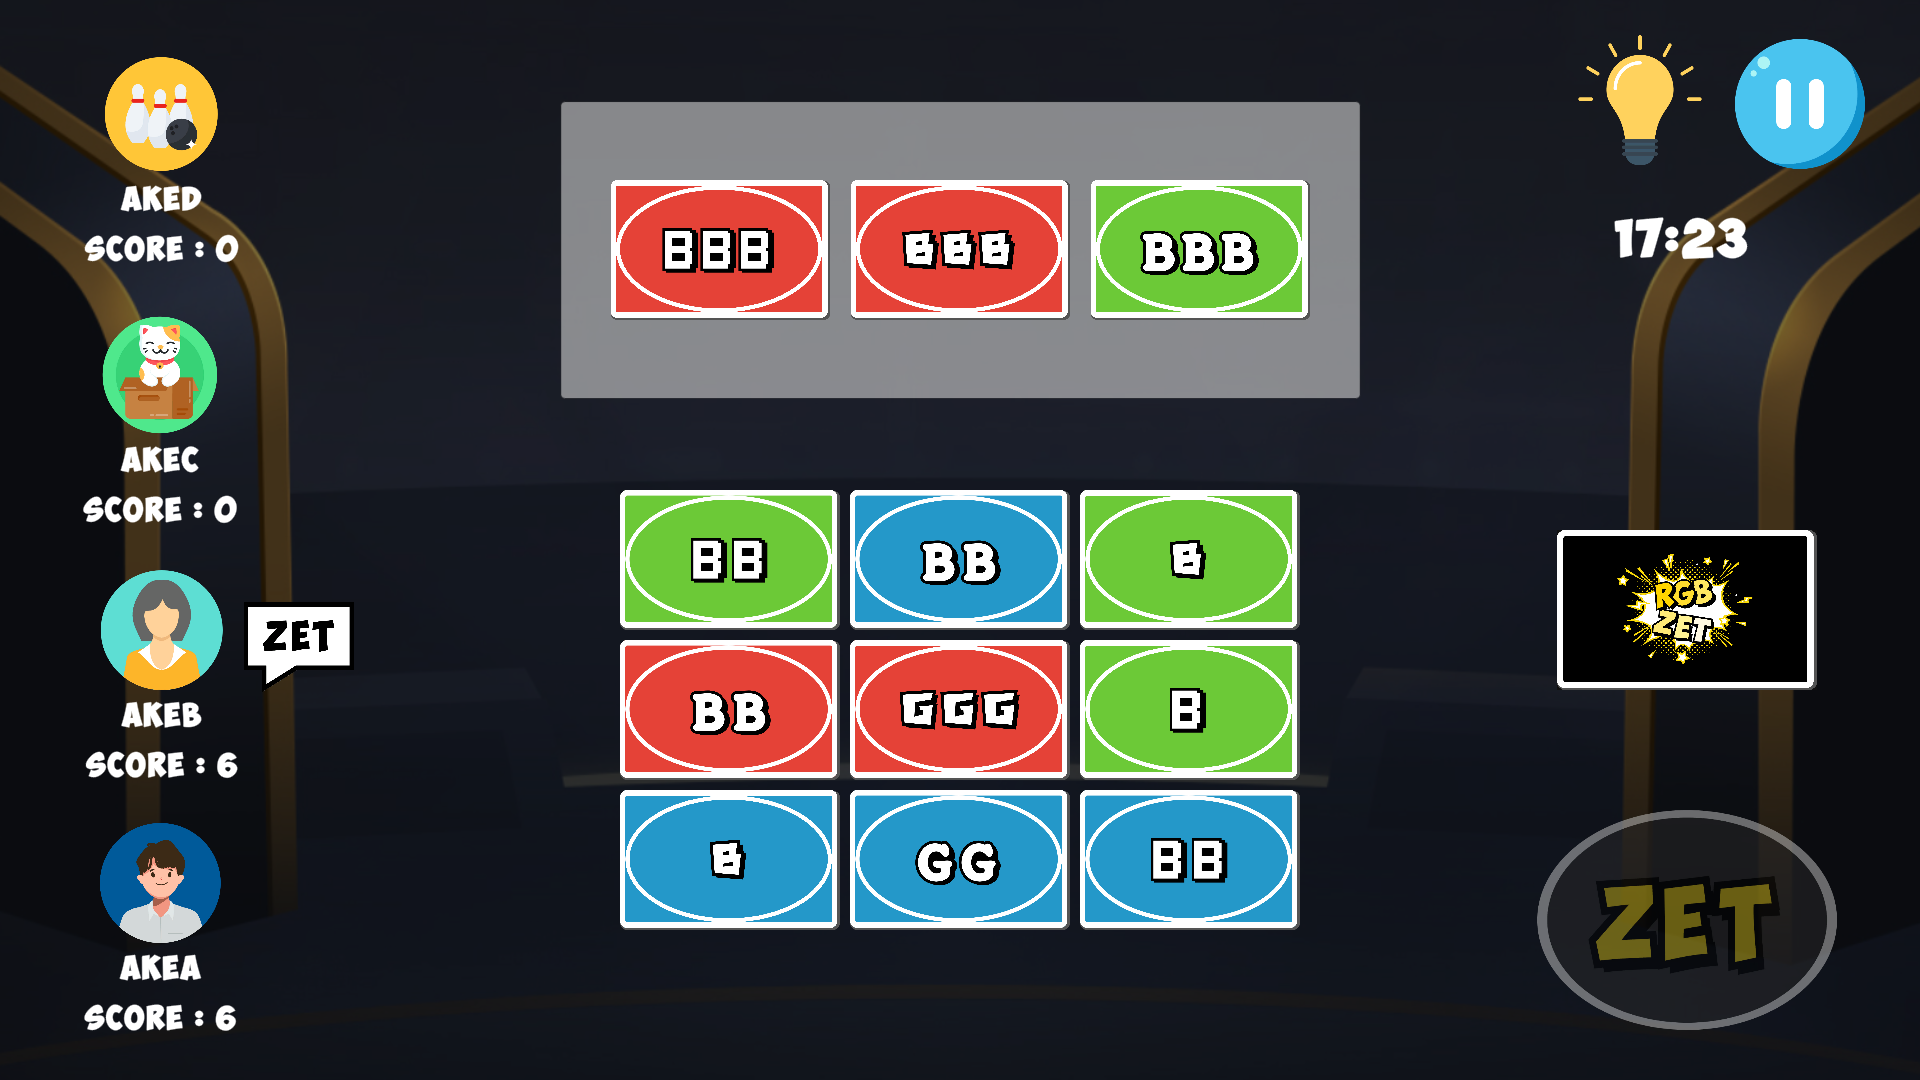 AKED
SCORE : 0
AKEC
SCORE : 0
AKEB
SCORE : 6
ZET
AKEA
SCORE : 6
BBB
BBB
BBB
BB
BB
B
BB
GGG
B
B
GG
BB
17:23
RGB
ZET
ZET